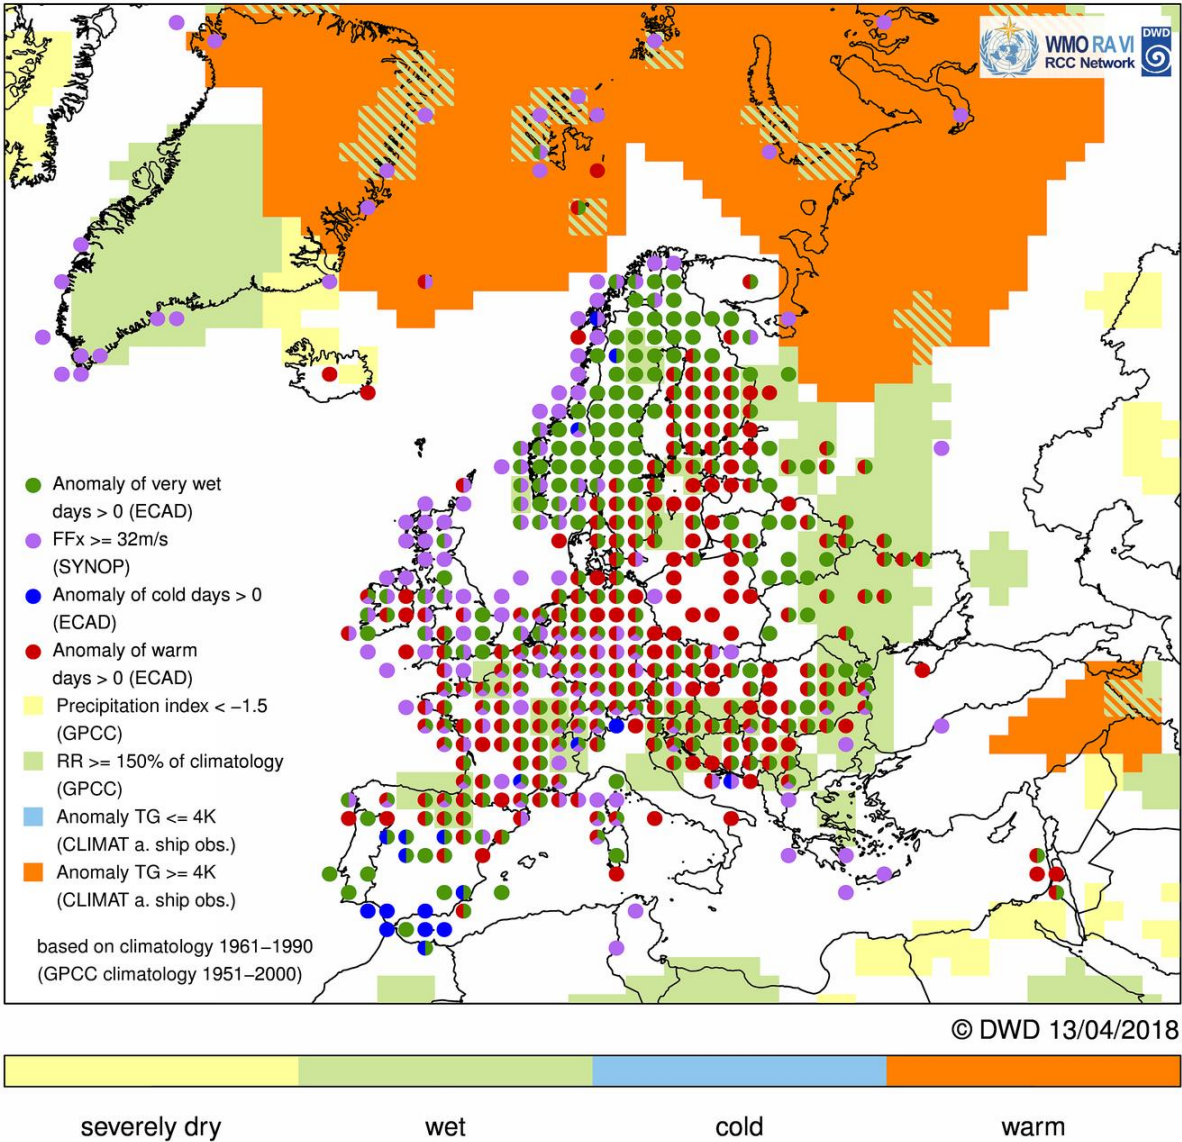 WMO RA VI
RCC Network
DWD
Anomaly of very wet
days > 0 (ECAD)
FFx >= 32m/s
(SYNOP)
Anomaly of cold days > 0
(ECAD)
Anomaly of warm
days > 0 (ECAD)
Precipitation index < −1.5
(GPCC)
RR >= 150% of climatology
(GPCC)
Anomaly TG <= 4K
(CLIMAT a. ship obs.)
Anomaly TG >= 4K
(CLIMAT a. ship obs.)
based on climatology 1961−1990
(GPCC climatology 1951−2000)
© DWD 13/04/2018
severely dry wet cold warm